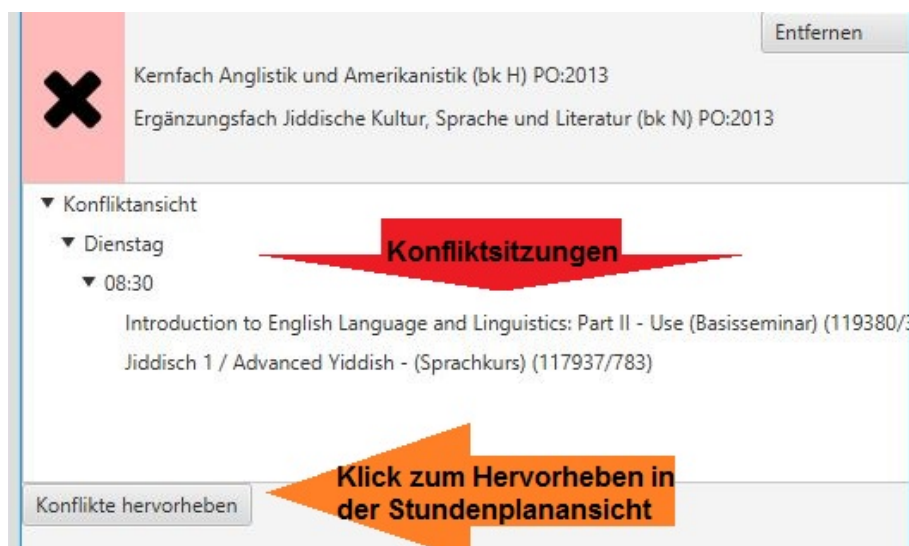 Entfernen
Kernfach Anglistik und Amerikanistik (bk H) PO:2013
Ergänzungsfach Jiddische Kultur, Sprache und Literatur (bk N) PO:2013
Konfliktansicht
Dienstag
Konfliktsitzungen
08:30
Introduction to English Language and Linguistics: Part II - Use (Basisseminar) (119380/
Jiddisch 1 / Advanced Yiddish - (Sprachkurs) (117937/783)
Klick zum Hervorheben in
der Stundenplanansicht
Konflikte hervorheben